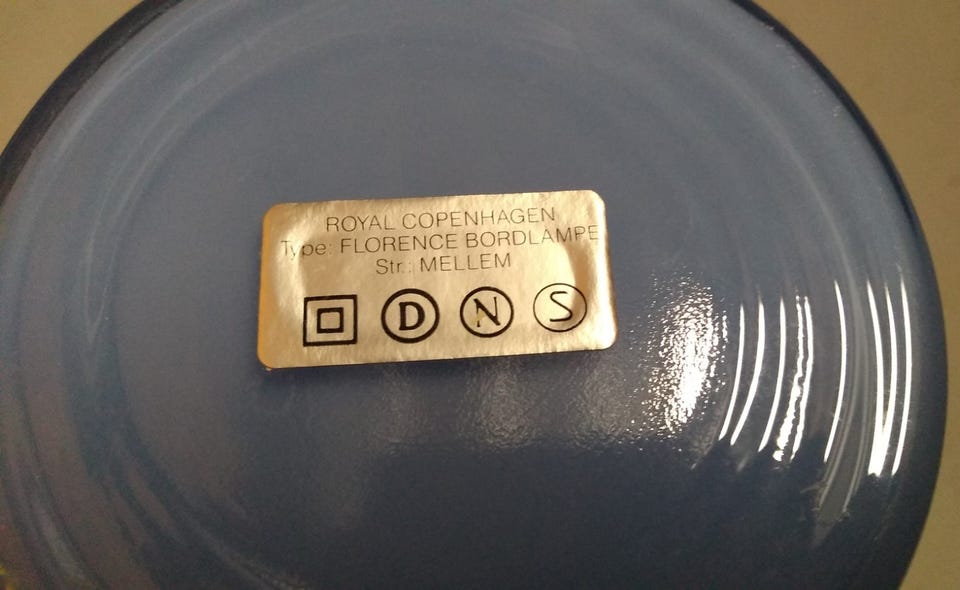 ROYAL COPENHAGEN
Type: FLORENCE BORDLAMPE
Str.: MELLEM
D N S